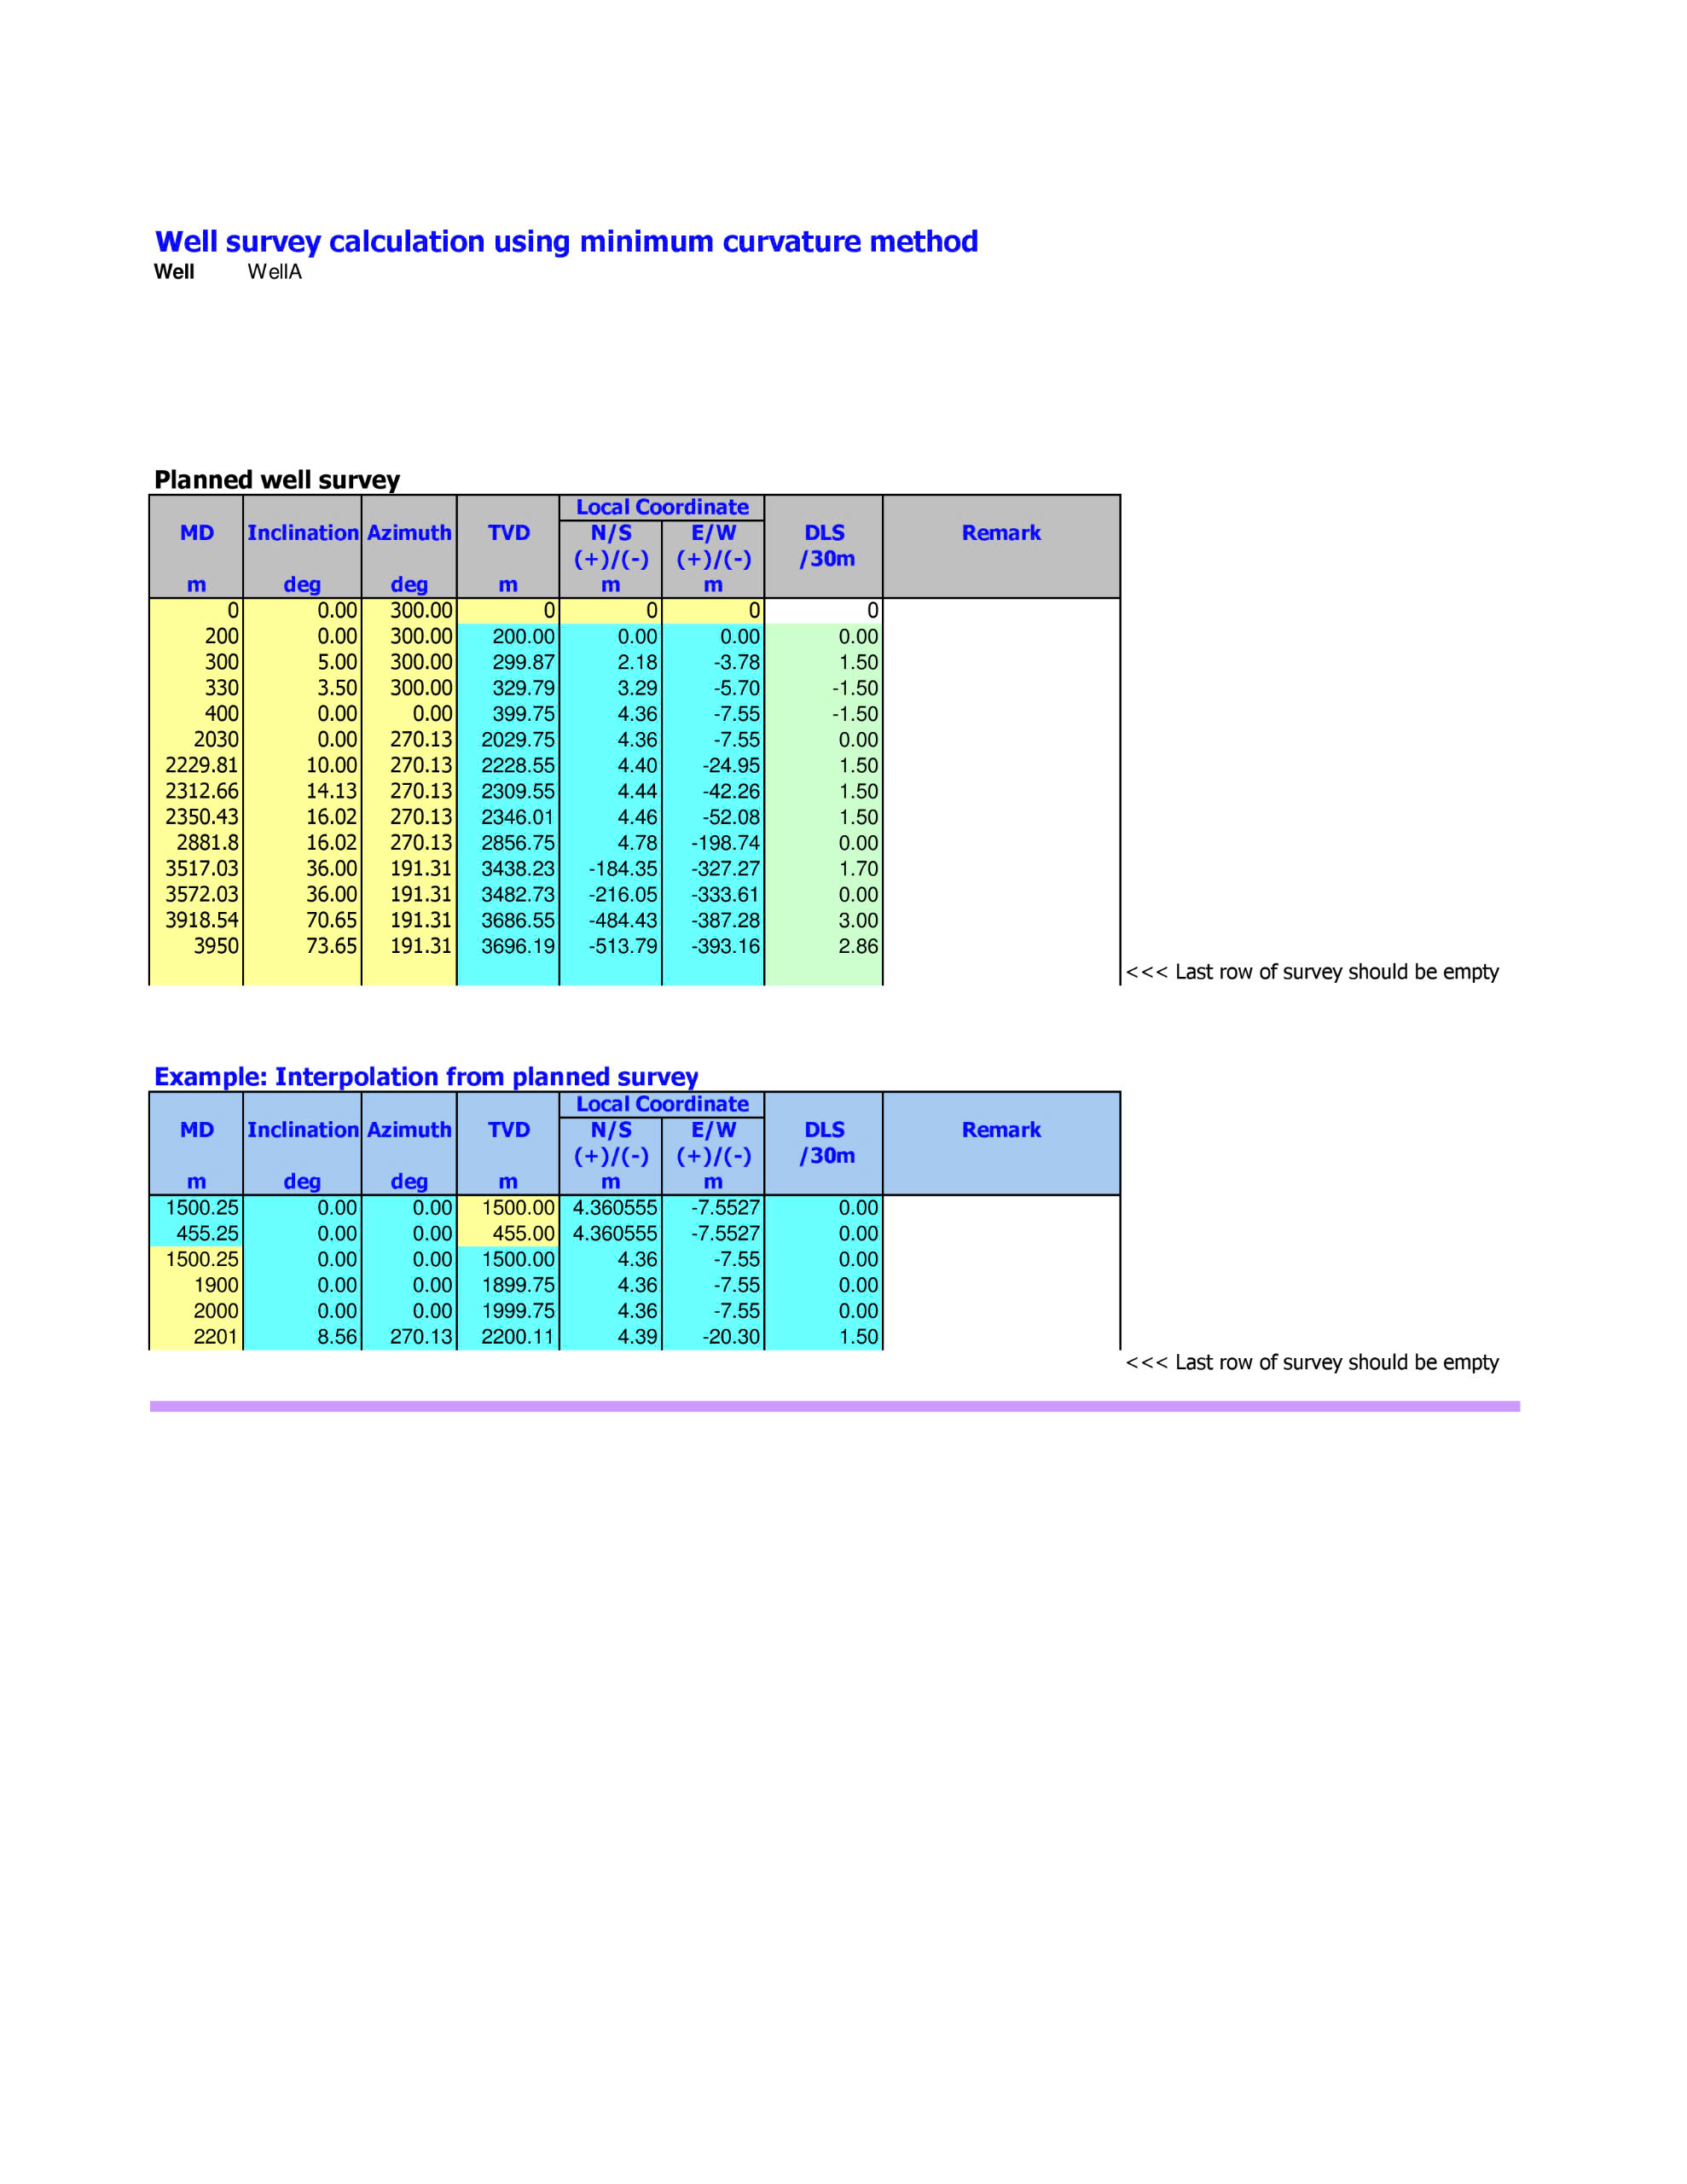 Well survey calculation using minimum curvature method
Well WellA
Planned well survey
Local Coordinate
MD Inclination Azimuth TVD N/S E/W DLS Remark
(+)/(-) (+)/(-) /30m
m deg deg m m m
0 0.00 300.00 0 0 0 0
200 0.00 300.00 200.00 0.00 0.00 0.00
300 5.00 300.00 299.87 2.18 -3.78 1.50
330 3.50 300.00 329.79 3.29 -5.70 -1.50
400 0.00 0.00 399.75 4.36 -7.55 -1.50
2030 0.00 270.13 2029.75 4.36 -7.55 0.00
2229.81 10.00 270.13 2228.55 4.40 -24.95 1.50
2312.66 14.13 270.13 2309.55 4.44 -42.26 1.50
2350.43 16.02 270.13 2346.01 4.46 -52.08 1.50
2881.8 16.02 270.13 2856.75 4.78 -198.74 0.00
3517.03 36.00 191.31 3438.23 -184.35 -327.27 1.70
3572.03 36.00 191.31 3482.73 -216.05 -333.61 0.00
3918.54 70.65 191.31 3686.55 -484.43 -387.28 3.00
3950 73.65 191.31 3696.19 -513.79 -393.16 2.86
<<< Last row of survey should be empty
Example: Interpolation from planned survey
Local Coordinate
MD Inclination Azimuth TVD N/S E/W DLS Remark
(+)/(-) (+)/(-) /30m
m deg deg m m m
1500.25 0.00 0.00 1500.00 4.360555 -7.5527 0.00
455.25 0.00 0.00 455.00 4.360555 -7.5527 0.00
1500.25 0.00 0.00 1500.00 4.36 -7.55 0.00
1900 0.00 0.00 1899.75 4.36 -7.55 0.00
2000 0.00 0.00 1999.75 4.36 -7.55 0.00
2201 8.56 270.13 2200.11 4.39 -20.30 1.50
<<< Last row of survey should be empty